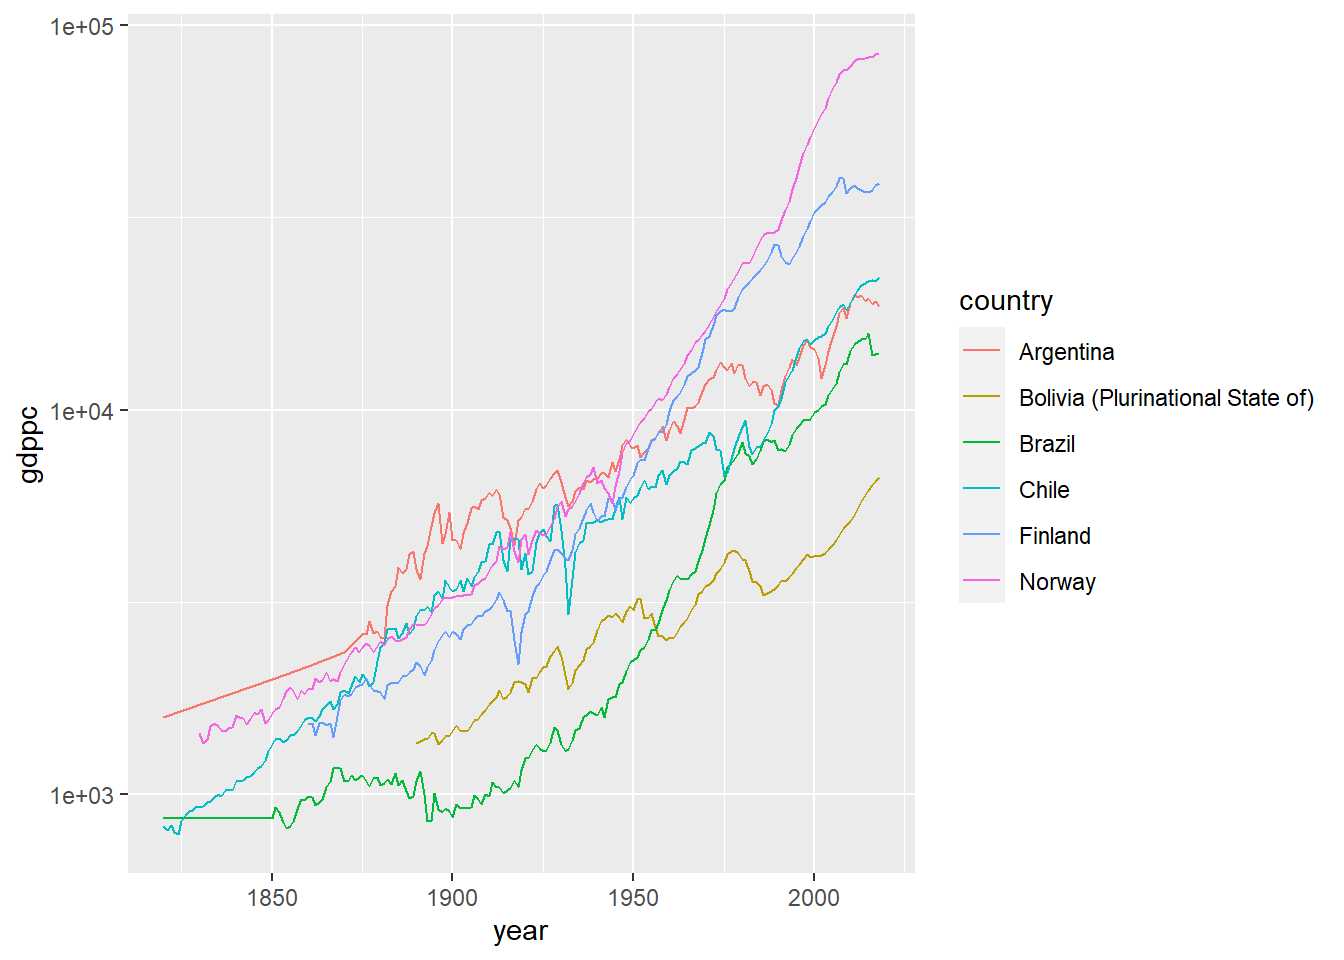 1e+05
1e+04
1e+03
gdppc
1850
1900
1950
2000
year
country
Argentina
Bolivia (Plurinational State of)
Brazil
Chile
Finland
Norway